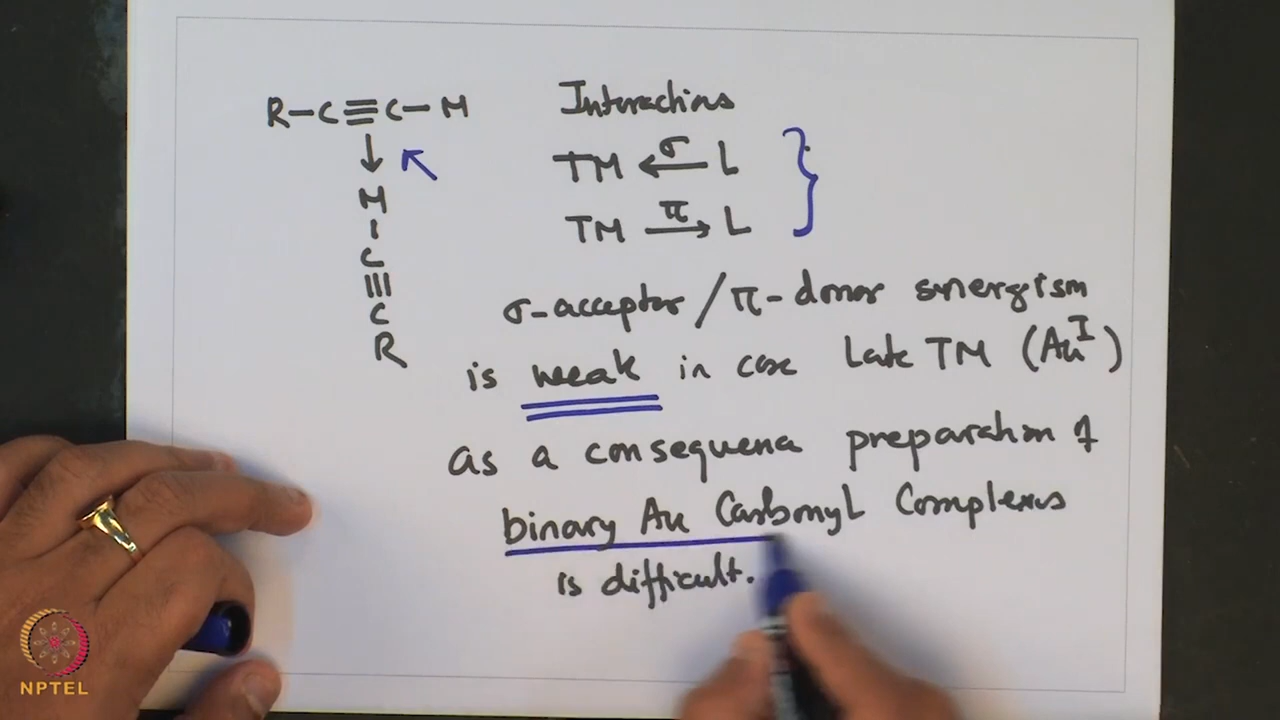 R–C≡C–M
↓
M
|
C
|||
C
R
Interactions
TM ←σ L
TM π→ L
σ-acceptor / π-donor synergism
is weak in case Late TM (Au^I)
as a consequence preparation of
binary Au Carbonyl Complexes
is difficult.
NPTEL